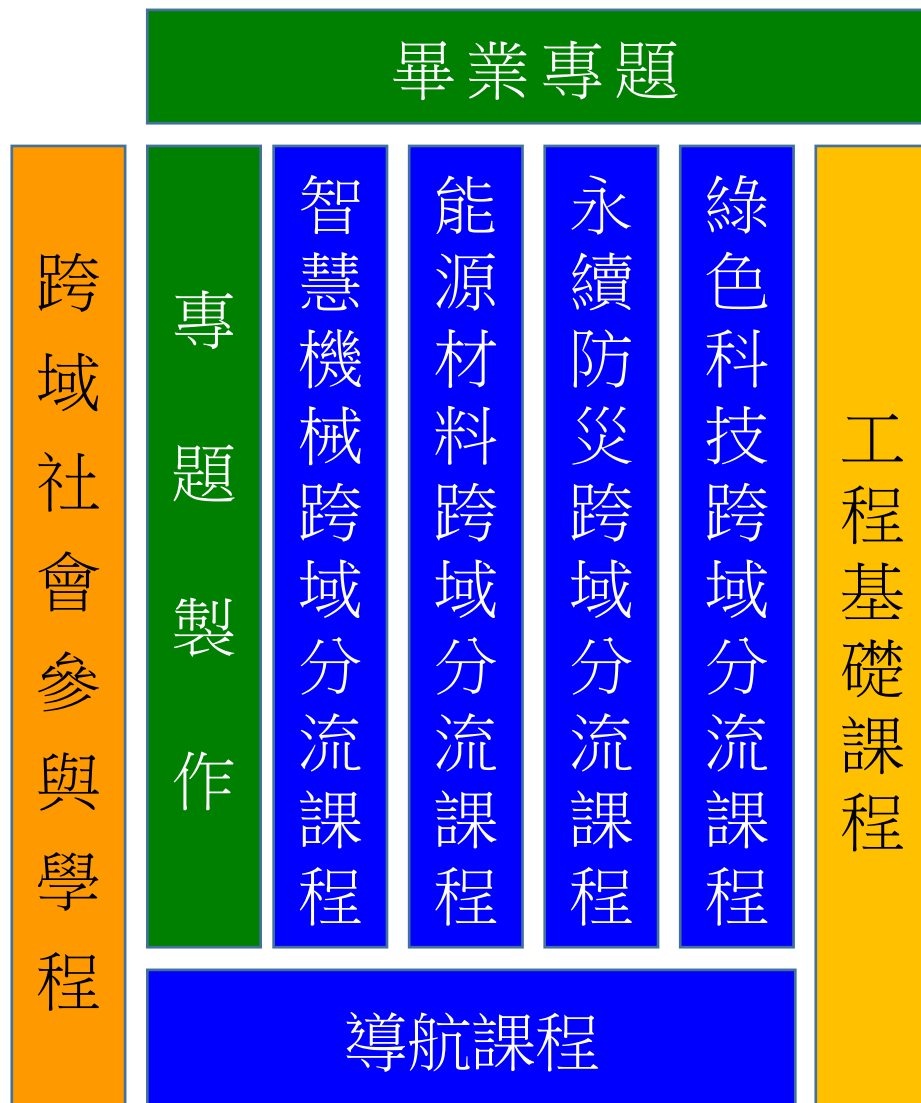 畢業專題
跨域社會參與學程
專題製作
智慧機械跨域分流課程
能源材料跨域分流課程
永續防災跨域分流課程
綠色科技跨域分流課程
工程基礎課程
導航課程